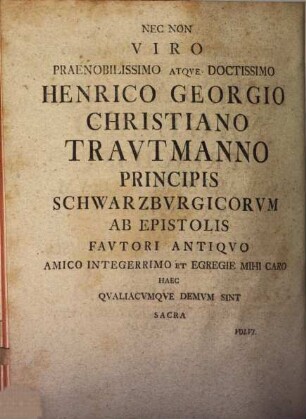 NEC NON
VIRO
PRAENOBILISSIMO ATQVE DOCTISSIMO
HENRICO GEORGIO
CHRISTIANO
TRAVTMANNO
PRINCIPIS
SCHWARZBVRGICORVM
AB EPISTOLIS
FAVTORI ANTIQVO
AMICO INTEGERRIMO ET EGREGIE MIHI CARO
HAEC
QVALIACVMQVE DEMVM SINT
SACRA
VOLVI.